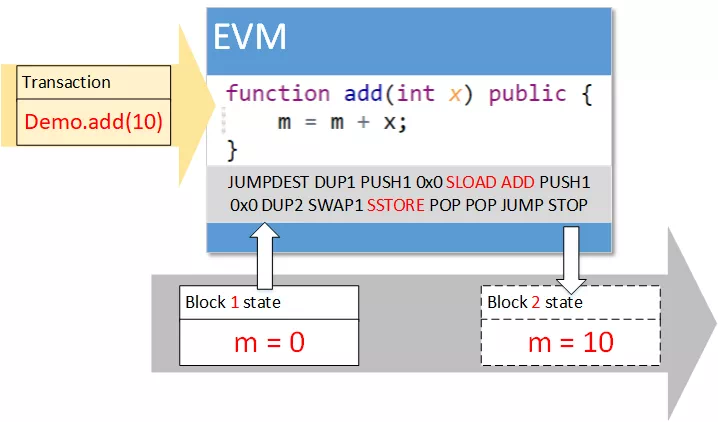 EVM
Transaction
Demo.add(10)
function add(int x) public {
m = m + x;
}
JUMPDEST DUP1 PUSH1 0x0 SLOAD ADD PUSH1
0x0 DUP2 SWAP1 SSTORE POP POP JUMP STOP
Block 1 state
m = 0
Block 2 state
m = 10